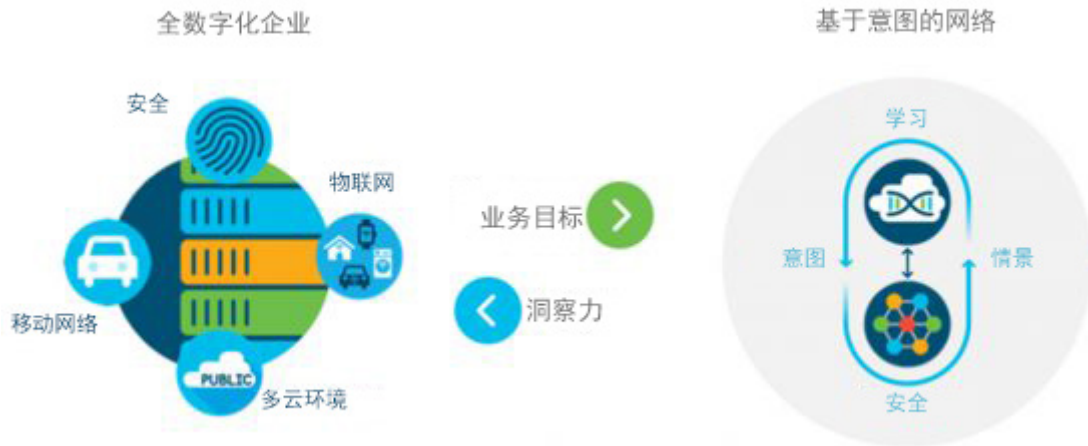 全数字化企业
基于意图的网络
安全
物联网
移动网络
PUBLIC
多云环境
业务目标
洞察力
学习
意图
情景
安全